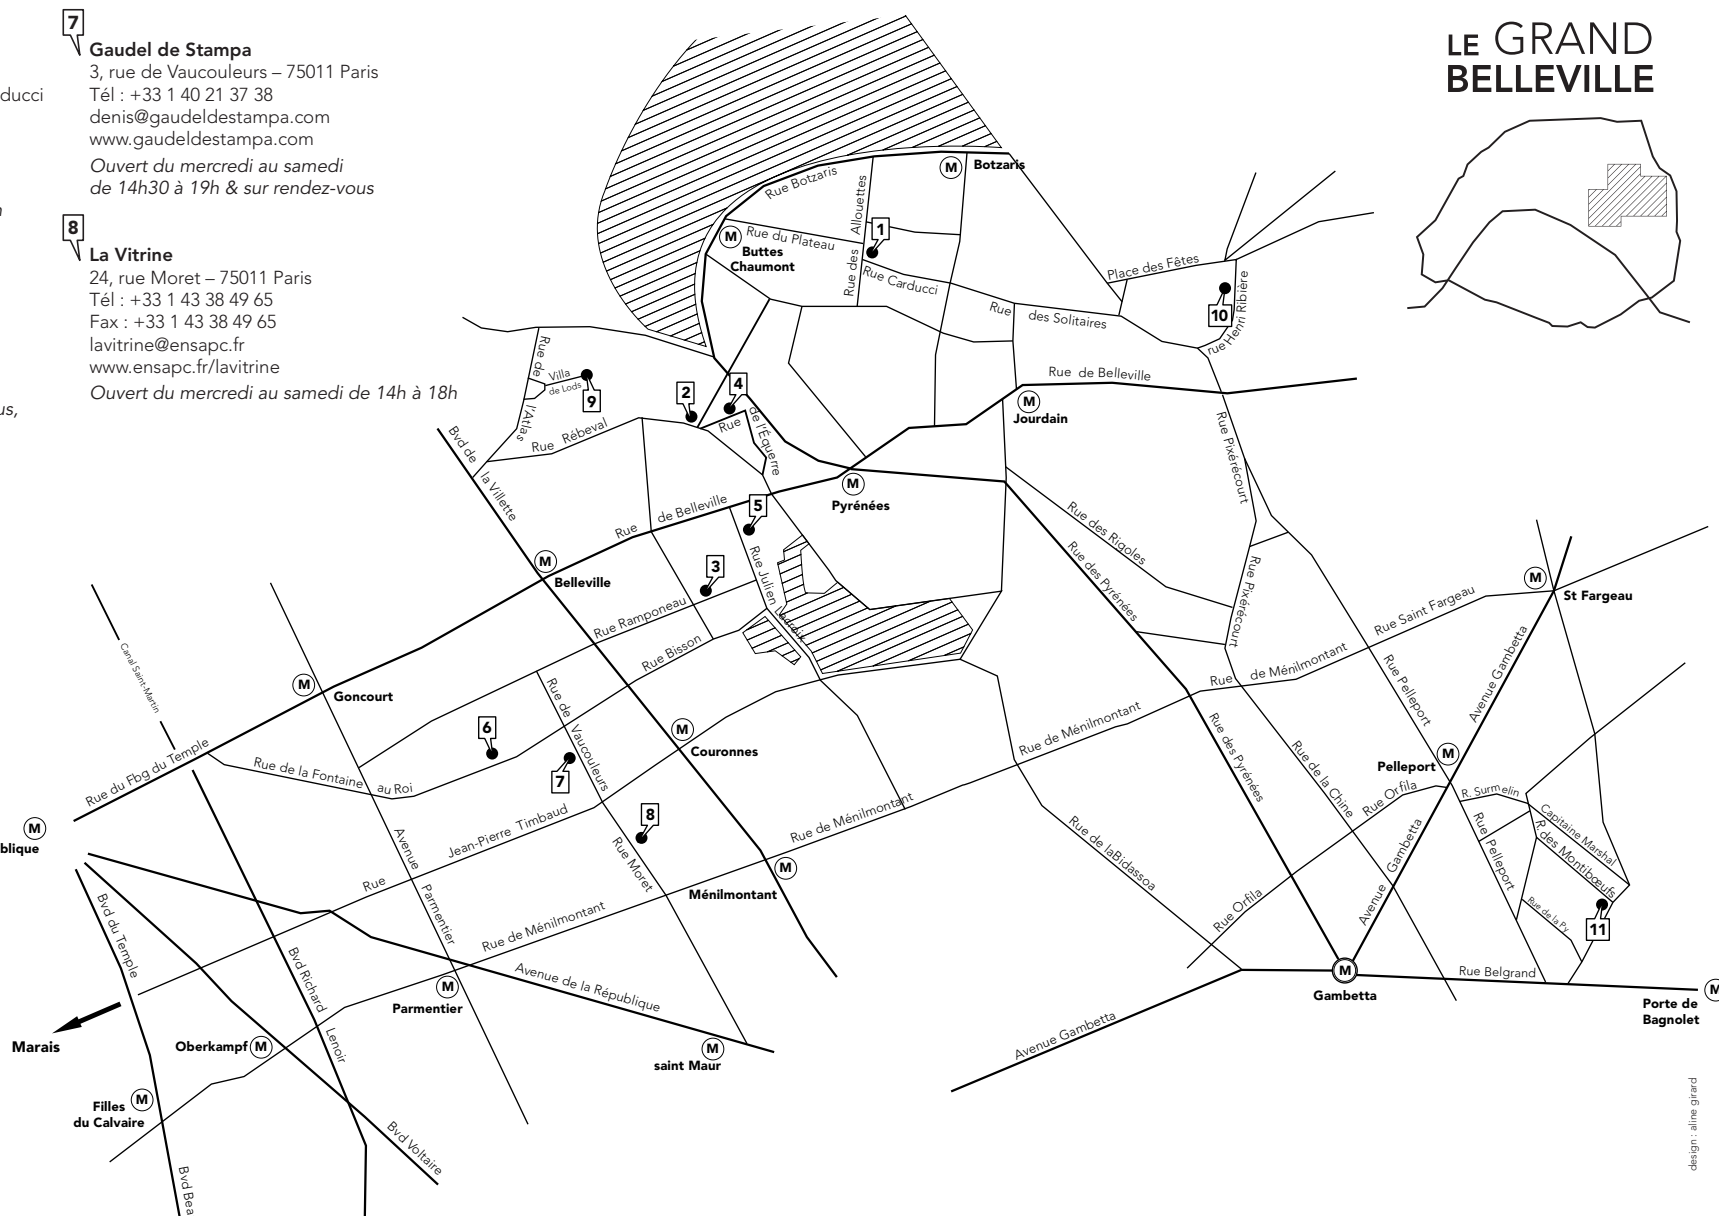 7
Gaudel de Stampa
3, rue de Vaucouleurs – 75011 Paris
Tél : +33 1 40 21 37 38
denis@gaudeldestampa.com
www.gaudeldestampa.com
Ouvert du mercredi au samedi
de 14h30 à 19h & sur rendez-vous
8
La Vitrine
24, rue Moret – 75011 Paris
Tél : +33 1 43 38 49 65
Fax : +33 1 43 38 49 65
lavitrine@ensapc.fr
www.ensapc.fr/lavitrine
Ouvert du mercredi au samedi de 14h à 18h
LE GRAND
BELLEVILLE
M
Botzaris
Rue Botzaris
Rue des Allouettes
1
M
Buttes
Chaumont
Rue du Plateau
Rue Carducci
Rue des Solitaires
Place des Fêtes
rue Henri Ribière
10
Rue de l'Atlas
Villa
de Lods
9
2
4
Rue de l'Équerre
Rue Rébeval
Rue de Belleville
M
Jourdain
Bvd de la Villette
M
Pyrénées
Rue Pixérécourt
Rue de Belleville
5
M
Belleville
3
Rue Julien Lacroix
Rue Ramponeau
Rue Bisson
Rue des Rigoles
Rue des Pyrénées
Rue Pixérécourt
M
St Fargeau
Rue Saint Fargeau
Canal Saint-Martin
M
Goncourt
Rue de Vaucouleurs
M
Couronnes
6
7
Rue de Ménilmontant
Rue de Ménilmontant
Rue Pelleport
Avenue Gambetta
Rue du Fbg du Temple
Rue de la Fontaine au Roi
Rue des Pyrénées
Rue de la Chine
M
Pelleport
Rue Orfila
R. Surmelin
Capitaine Marshal
R. des Montibœufs
M
blique
Rue Jean-Pierre Timbaud
8
Rue Moret
Rue de Ménilmontant
Rue de laBidassoa
Avenue Parmentier
M
Ménilmontant
Avenue Gambetta
Rue Pelleport
Rue de la Py
11
Rue Orfila
Bvd du Temple
Rue de Ménilmontant
Bvd Richard Lenoir
Avenue de la République
M
Parmentier
M
Gambetta
Rue Belgrand
M
Porte de
Bagnolet
Marais
Oberkampf
M
M
saint Maur
Avenue Gambetta
M
Filles
du Calvaire
Bvd Voltaire
Bvd Bea
design : aline girard
ducci
us,